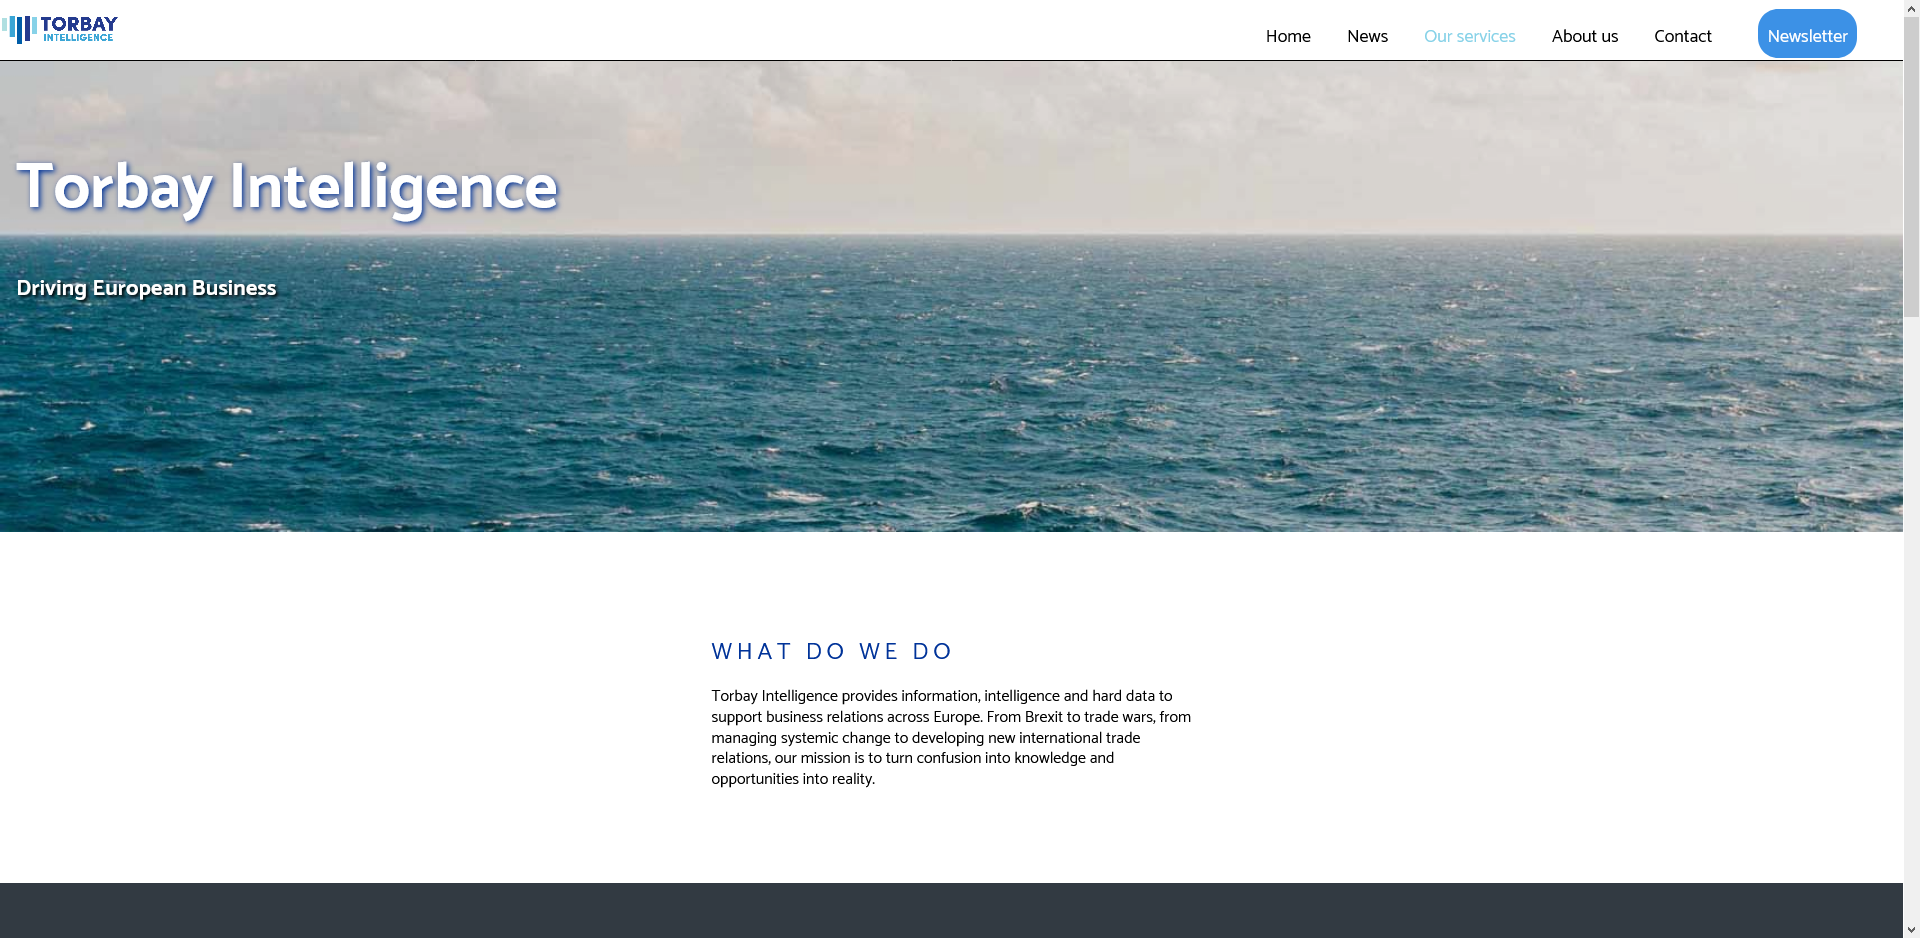 TORBAY
INTELLIGENCE
Home News Our services About us Contact Newsletter
Torbay Intelligence
Driving European Business
WHAT DO WE DO
Torbay Intelligence provides information, intelligence and hard data to
support business relations across Europe. From Brexit to trade wars, from
managing systemic change to developing new international trade
relations, our mission is to turn confusion into knowledge and
opportunities into reality.